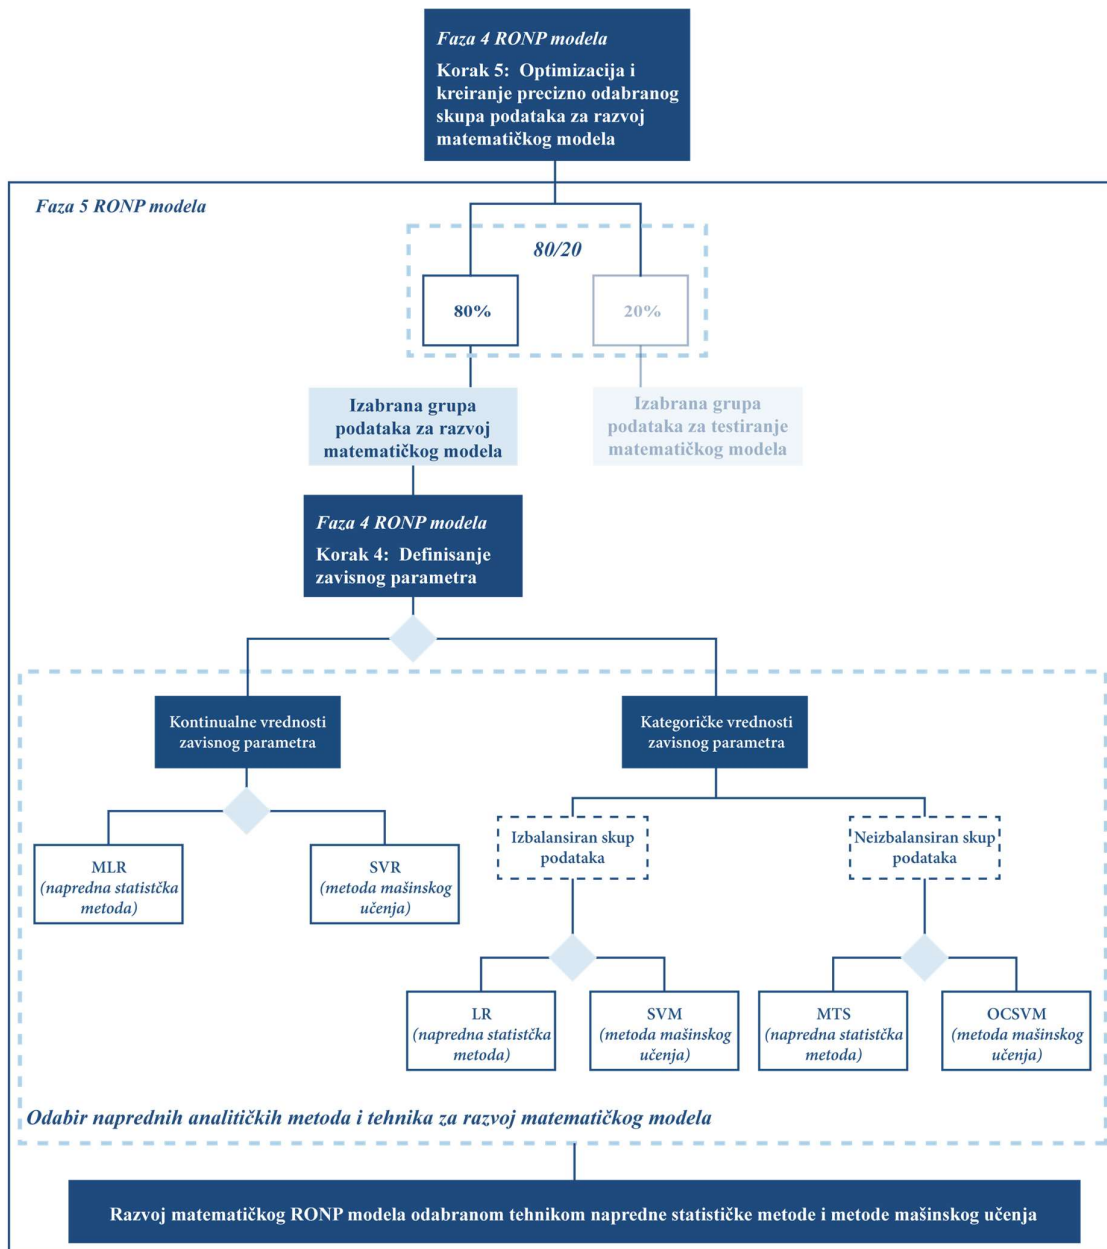 Faza 4 RONP modela
Korak 5: Optimizacija i
kreiranje precizno odabranog
skupa podataka za razvoj
matematičkog modela
Faza 5 RONP modela
80/20
80%
20%
Izabrana grupa
podataka za razvoj
matematičkog modela
Izabrana grupa
podataka za testiranje
matematičkog modela
Faza 4 RONP modela
Korak 4: Definisanje
zavisnog parametra
Kontinualne vrednosti
zavisnog parametra
Kategoričke vrednosti
zavisnog parametra
Izbalansiran skup
podataka
Neizbalansiran skup
podataka
MLR
(napredna statistčka
metoda)
SVR
(metoda mašinskog
učenja)
LR
(napredna statistčka
metoda)
SVM
(metoda mašinskog
učenja)
MTS
(napredna statistčka
metoda)
OCSVM
(metoda mašinskog
učenja)
Odabir naprednih analitičkih metoda i tehnika za razvoj matematičkog modela
Razvoj matematičkog RONP modela odabranom tehnikom napredne statističke metode i metode mašinskog učenja